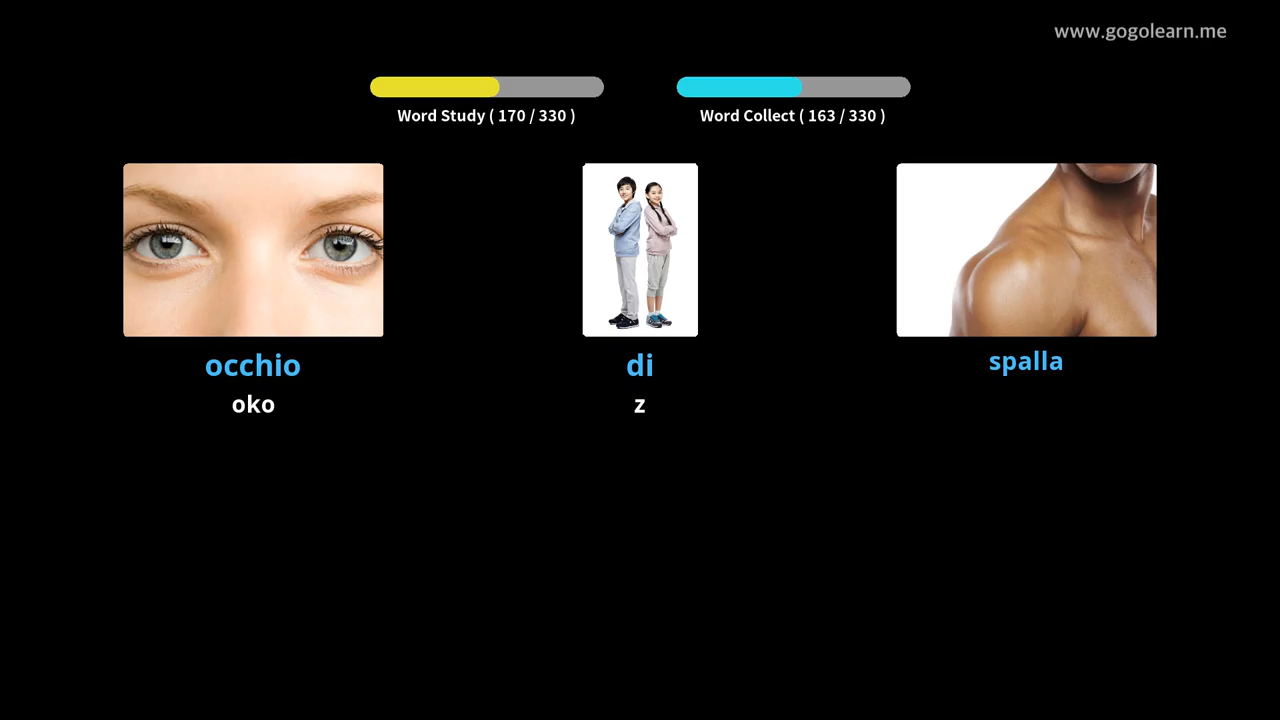 www.gogolearn.me
Word Study ( 170 / 330 )
Word Collect ( 163 / 330 )
occhio
oko
di
z
spalla